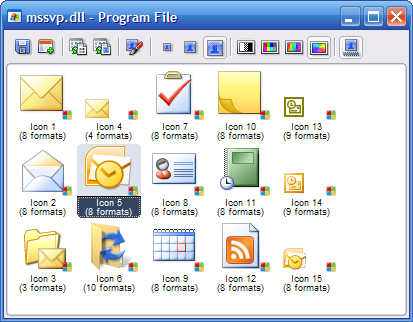 mssvp.dll - Program File
Icon 1
(8 formats)
Icon 4
(4 formats)
Icon 7
(8 formats)
Icon 10
(8 formats)
Icon 13
(9 formats)
Icon 2
(8 formats)
Icon 5
(8 formats)
Icon 8
(8 formats)
Icon 11
(8 formats)
Icon 14
(9 formats)
Icon 3
(3 formats)
Icon 6
(10 formats)
Icon 9
(8 formats)
Icon 12
(8 formats)
Icon 15
(8 formats)